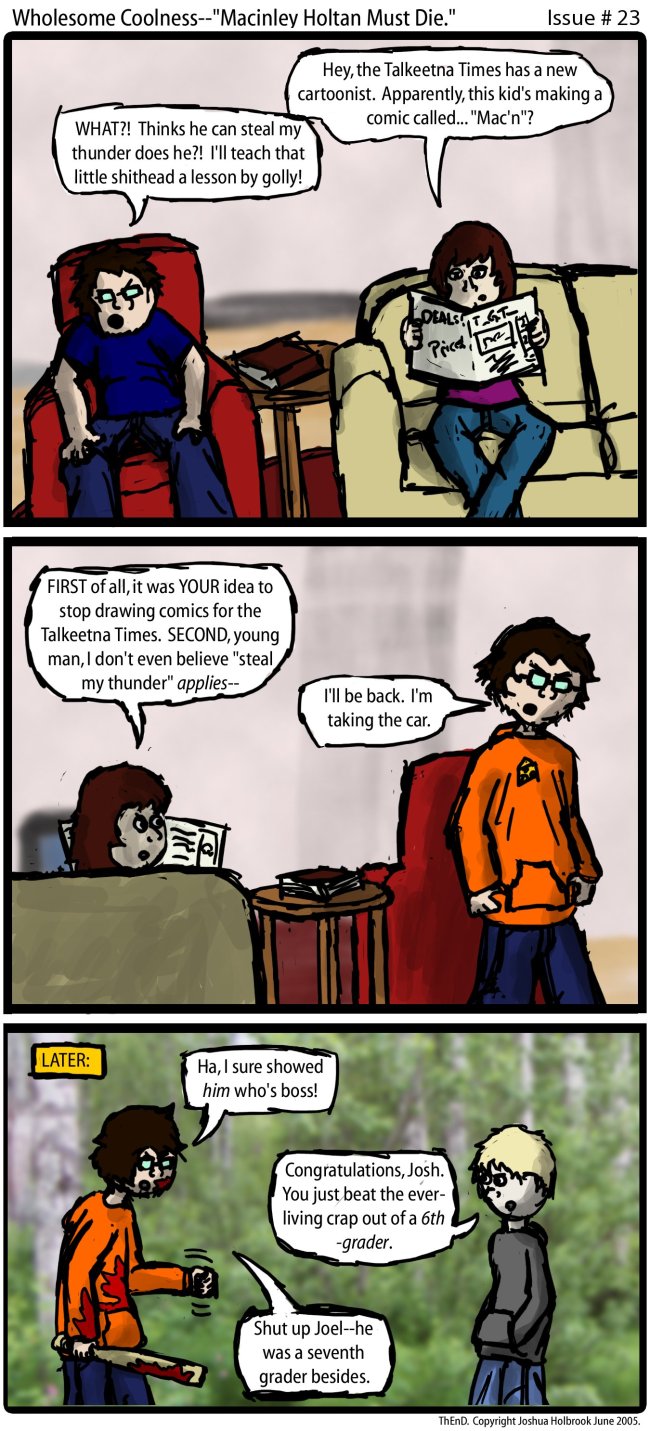 Wholesome Coolness--"Macinley Holtan Must Die."
Issue # 23
Hey, the Talkeetna Times has a new
cartoonist. Apparently, this kid's making a
comic called... "Mac'n"?
WHAT?! Thinks he can steal my
thunder does he?! I'll teach that
little shithead a lesson by golly!
DEALS!
FIRST of all, it was YOUR idea to
stop drawing comics for the
Talkeetna Times. SECOND, young
man, I don't even believe "steal
my thunder" applies--
I'll be back. I'm
taking the car.
LATER:
Ha, I sure showed
him who's boss!
Congratulations, Josh.
You just beat the ever-
living crap out of a 6th
-grader.
Shut up Joel--he
was a seventh
grader besides.
ThEnD. Copyright Joshua Holbrook June 2005.